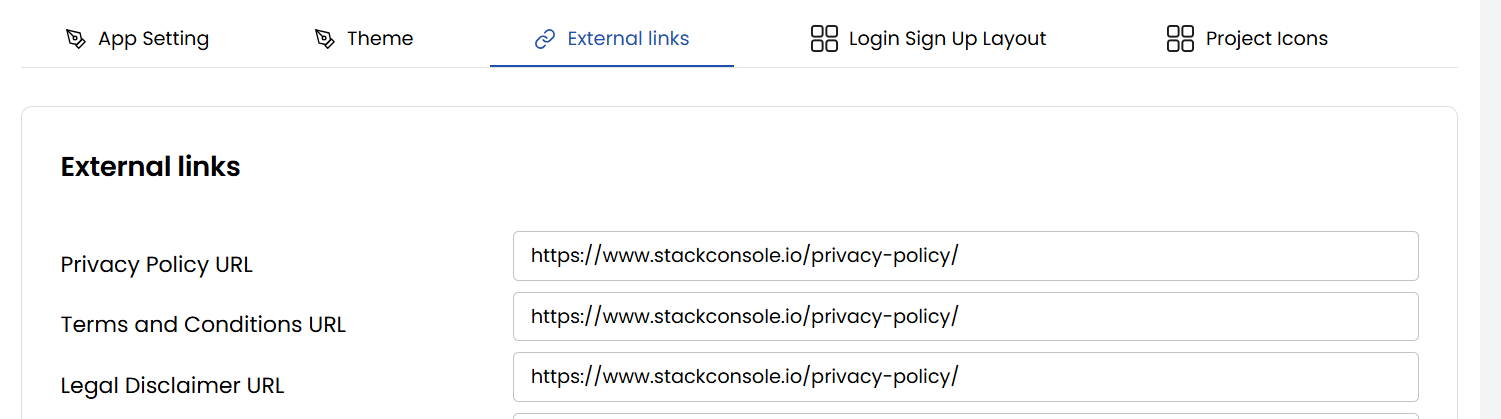 App Setting Theme External links Login Sign Up Layout Project Icons
External links
Privacy Policy URL https://www.stackconsole.io/privacy-policy/
Terms and Conditions URL https://www.stackconsole.io/privacy-policy/
Legal Disclaimer URL https://www.stackconsole.io/privacy-policy/